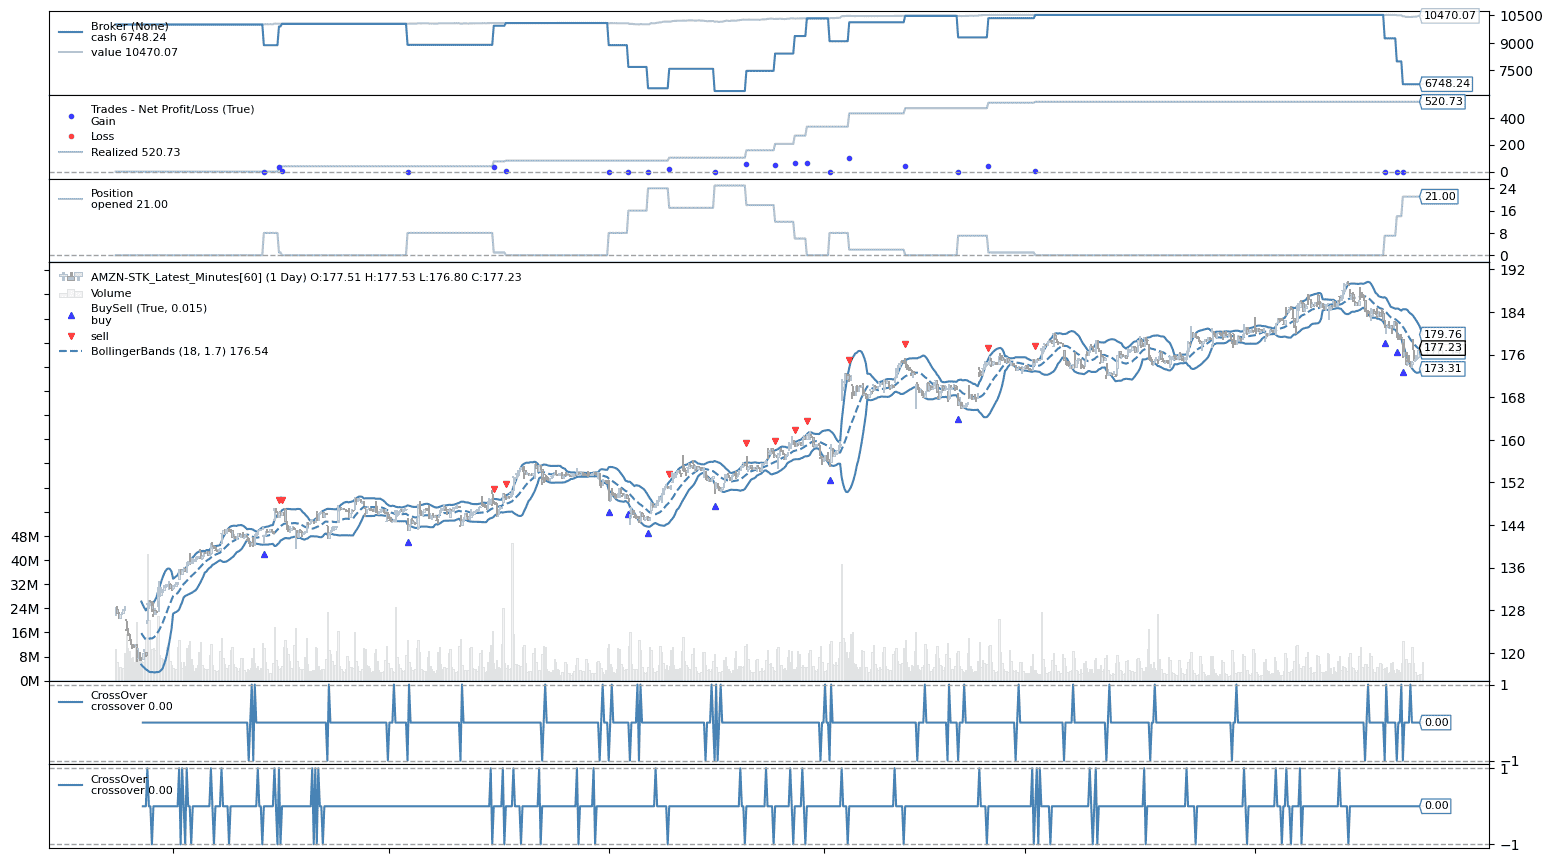 Broker (None)
cash 6748.24
value 10470.07
10500
9000
7500
10470.07
6748.24
Trades - Net Profit/Loss (True)
Gain
Loss
Realized 520.73
520.73
400
200
0
Position
opened 21.00
24
16
8
0
21.00
AMZN-STK_Latest_Minutes[60] (1 Day) O:177.51 H:177.53 L:176.80 C:177.23
Volume
BuySell (True, 0.015)
buy
sell
BollingerBands (18, 1.7) 176.54
192
184
176
168
160
152
144
136
128
120
179.76
177.23
173.31
48M
40M
32M
24M
16M
8M
0M
CrossOver
crossover 0.00
1
0.00
−1
CrossOver
crossover 0.00
1
0.00
−1